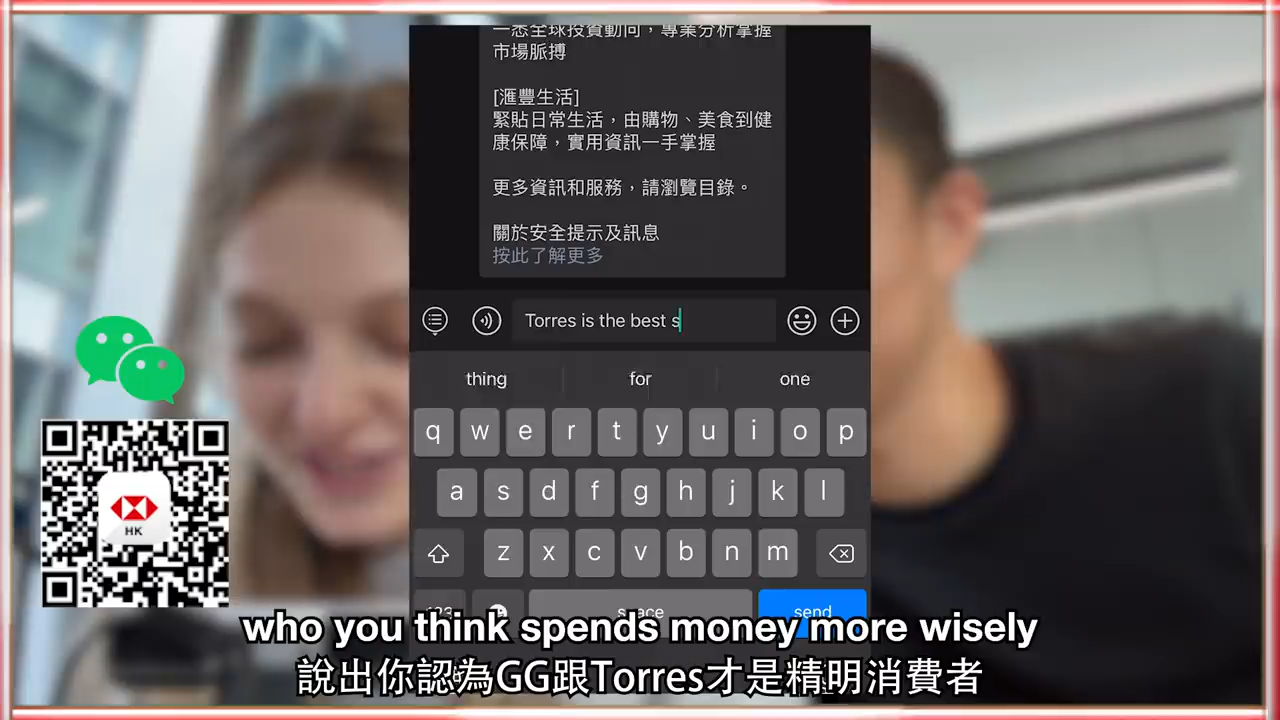 一悉全球投資動向，專業分析掌握
市場脈搏
[滙豐生活]
緊貼日常生活，由購物、美食到健
康保障，實用資訊一手掌握
更多資訊和服務，請瀏覽目錄。
關於安全提示及訊息
按此了解更多
Torres is the best s
thing for one
q w e r t y u i o p
a s d f g h j k l
z x c v b n m
123 space send
HK
who you think spends money more wisely
說出你認為GG跟Torres才是精明消費者